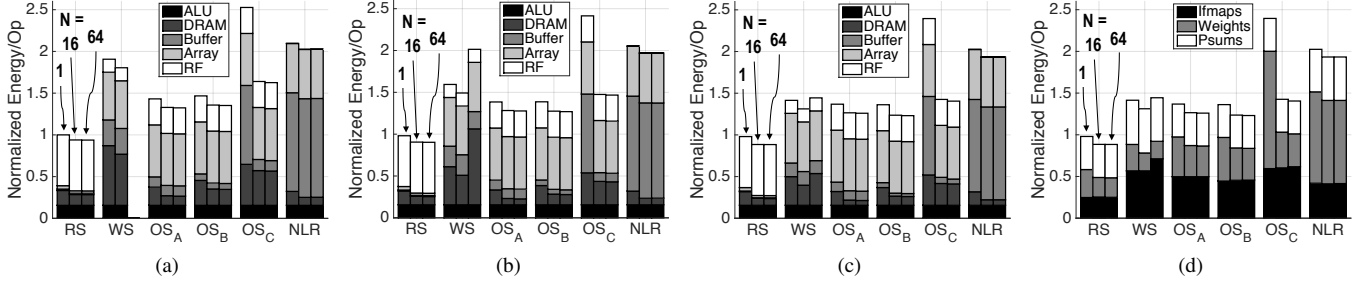 Normalized Energy/Op
2.5
2
1.5
1
0.5
0
N =
1
16
64
ALU
DRAM
Buffer
Array
RF
RS WS OS_A OS_B OS_C NLR
(a)
Normalized Energy/Op
2.5
2
1.5
1
0.5
0
N =
1
16
64
ALU
DRAM
Buffer
Array
RF
RS WS OS_A OS_B OS_C NLR
(b)
Normalized Energy/Op
2.5
2
1.5
1
0.5
0
N =
1
16
64
ALU
DRAM
Buffer
Array
RF
RS WS OS_A OS_B OS_C NLR
(c)
Normalized Energy/Op
2.5
2
1.5
1
0.5
0
N =
1
16
64
Ifmaps
Weights
Psums
RS WS OS_A OS_B OS_C NLR
(d)